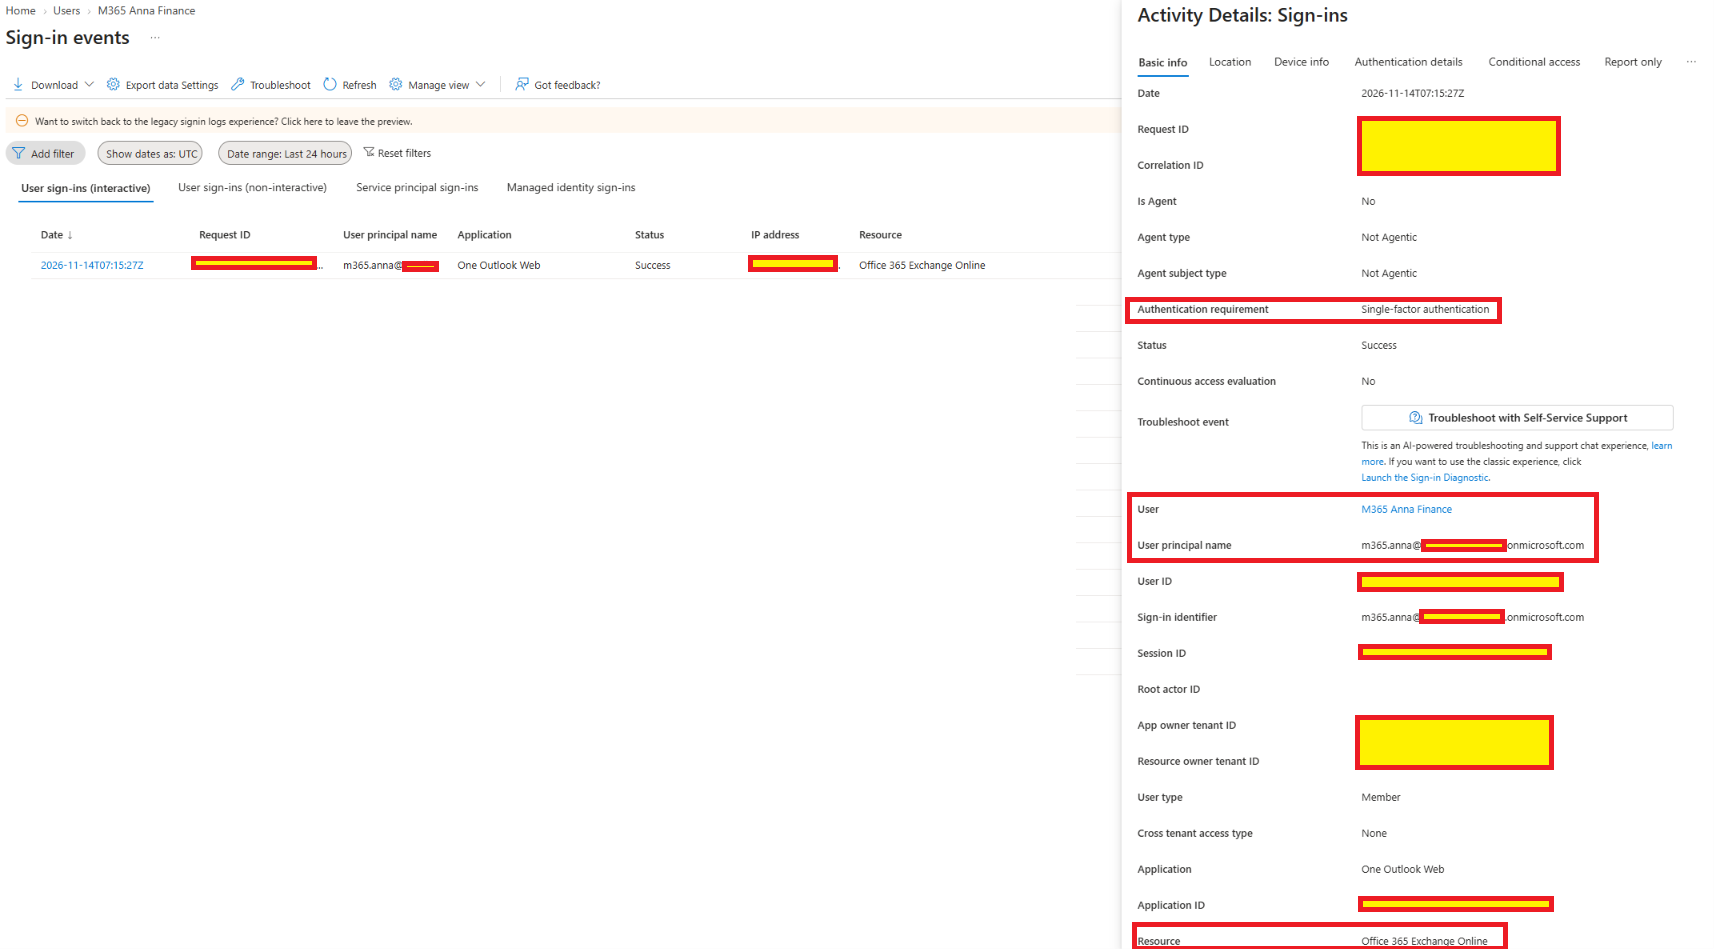 Home > Users > M365 Anna Finance
Sign-in events ...
Download Export data Settings Troubleshoot Refresh Manage view Got feedback?
Want to switch back to the legacy signin logs experience? Click here to leave the preview.
Add filter Show dates as: UTC Date range: Last 24 hours Reset filters
User sign-ins (interactive) User sign-ins (non-interactive) Service principal sign-ins Managed identity sign-ins
Date ↓ Request ID User principal name Application Status IP address Resource
2026-11-14T07:15:27Z ... m365.anna@ One Outlook Web Success . Office 365 Exchange Online
Activity Details: Sign-ins
Basic info Location Device info Authentication details Conditional access Report only ...
Date 2026-11-14T07:15:27Z
Request ID
Correlation ID
Is Agent No
Agent type Not Agentic
Agent subject type Not Agentic
Authentication requirement Single-factor authentication
Status Success
Continuous access evaluation No
Troubleshoot event Troubleshoot with Self-Service Support
This is an AI-powered troubleshooting and support chat experience, learn
more. If you want to use the classic experience, click
Launch the Sign-in Diagnostic.
User M365 Anna Finance
User principal name m365.anna@ onmicrosoft.com
User ID
Sign-in identifier m365.anna@ .onmicrosoft.com
Session ID
Root actor ID
App owner tenant ID
Resource owner tenant ID
User type Member
Cross tenant access type None
Application One Outlook Web
Application ID
Resource Office 365 Exchange Online